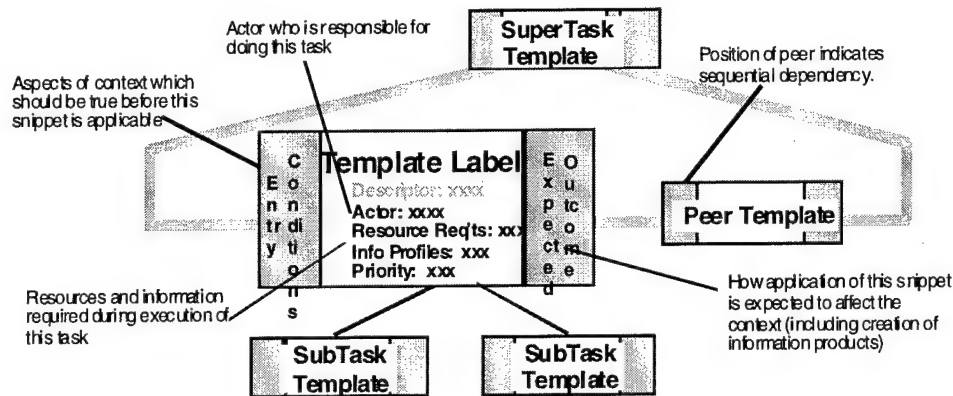 Actor who is responsible for
doing this task
SuperTask
Template
Position of peer indicates
sequential dependency.
Aspects of context which
should be true before this
snippet is applicable
Entry
Conditions
Template Label
Descriptor: xxxx
Actor: xxxx
Resource Req'ts: xxx
Info Profiles: xxx
Priority: xxx
Expected
Outcome
Peer Template
Resources and information
required during execution of
this task
How application of this snippet
is expected to affect the
context (including creation of
information products)
SubTask
Template
SubTask
Template